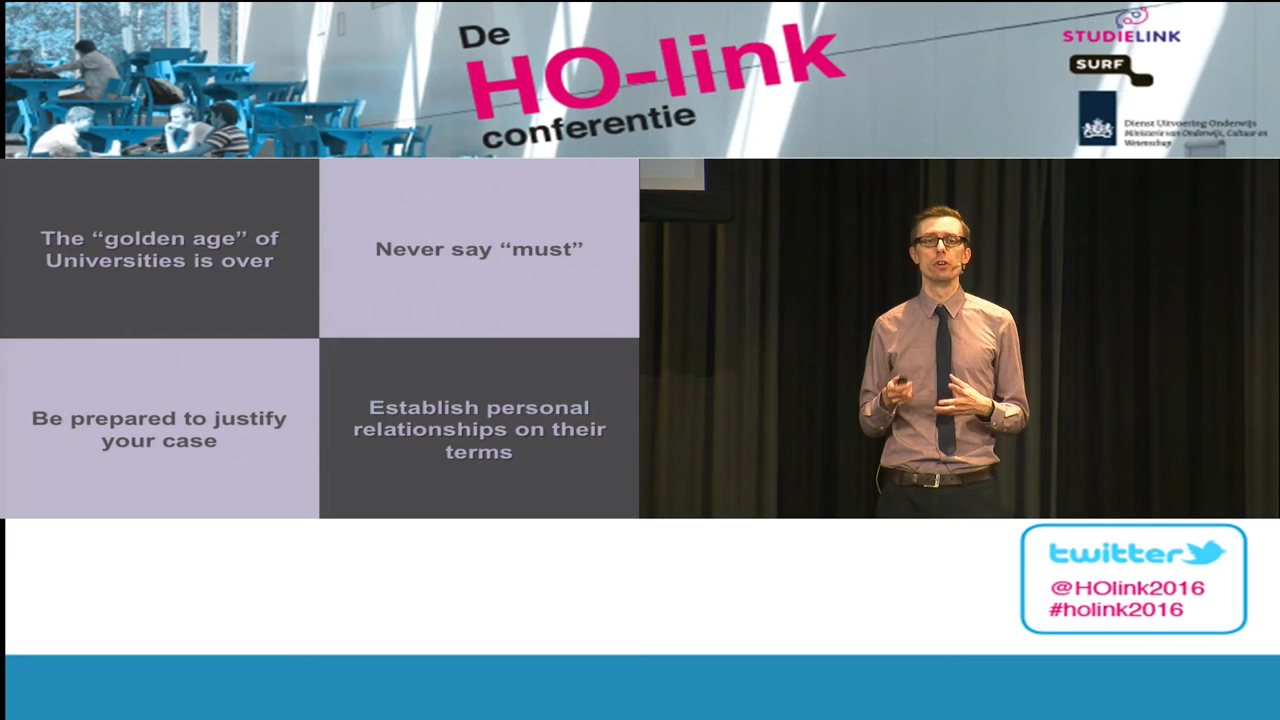 De
HO-link
conferentie
STUDIELINK
SURF
Dienst Uitvoering Onderwijs
Ministerie van Onderwijs, Cultuur en
Wetenschap
The “golden age” of
Universities is over
Never say “must”
Be prepared to justify
your case
Establish personal
relationships on their
terms
twitter
@HOlink2016
#holink2016